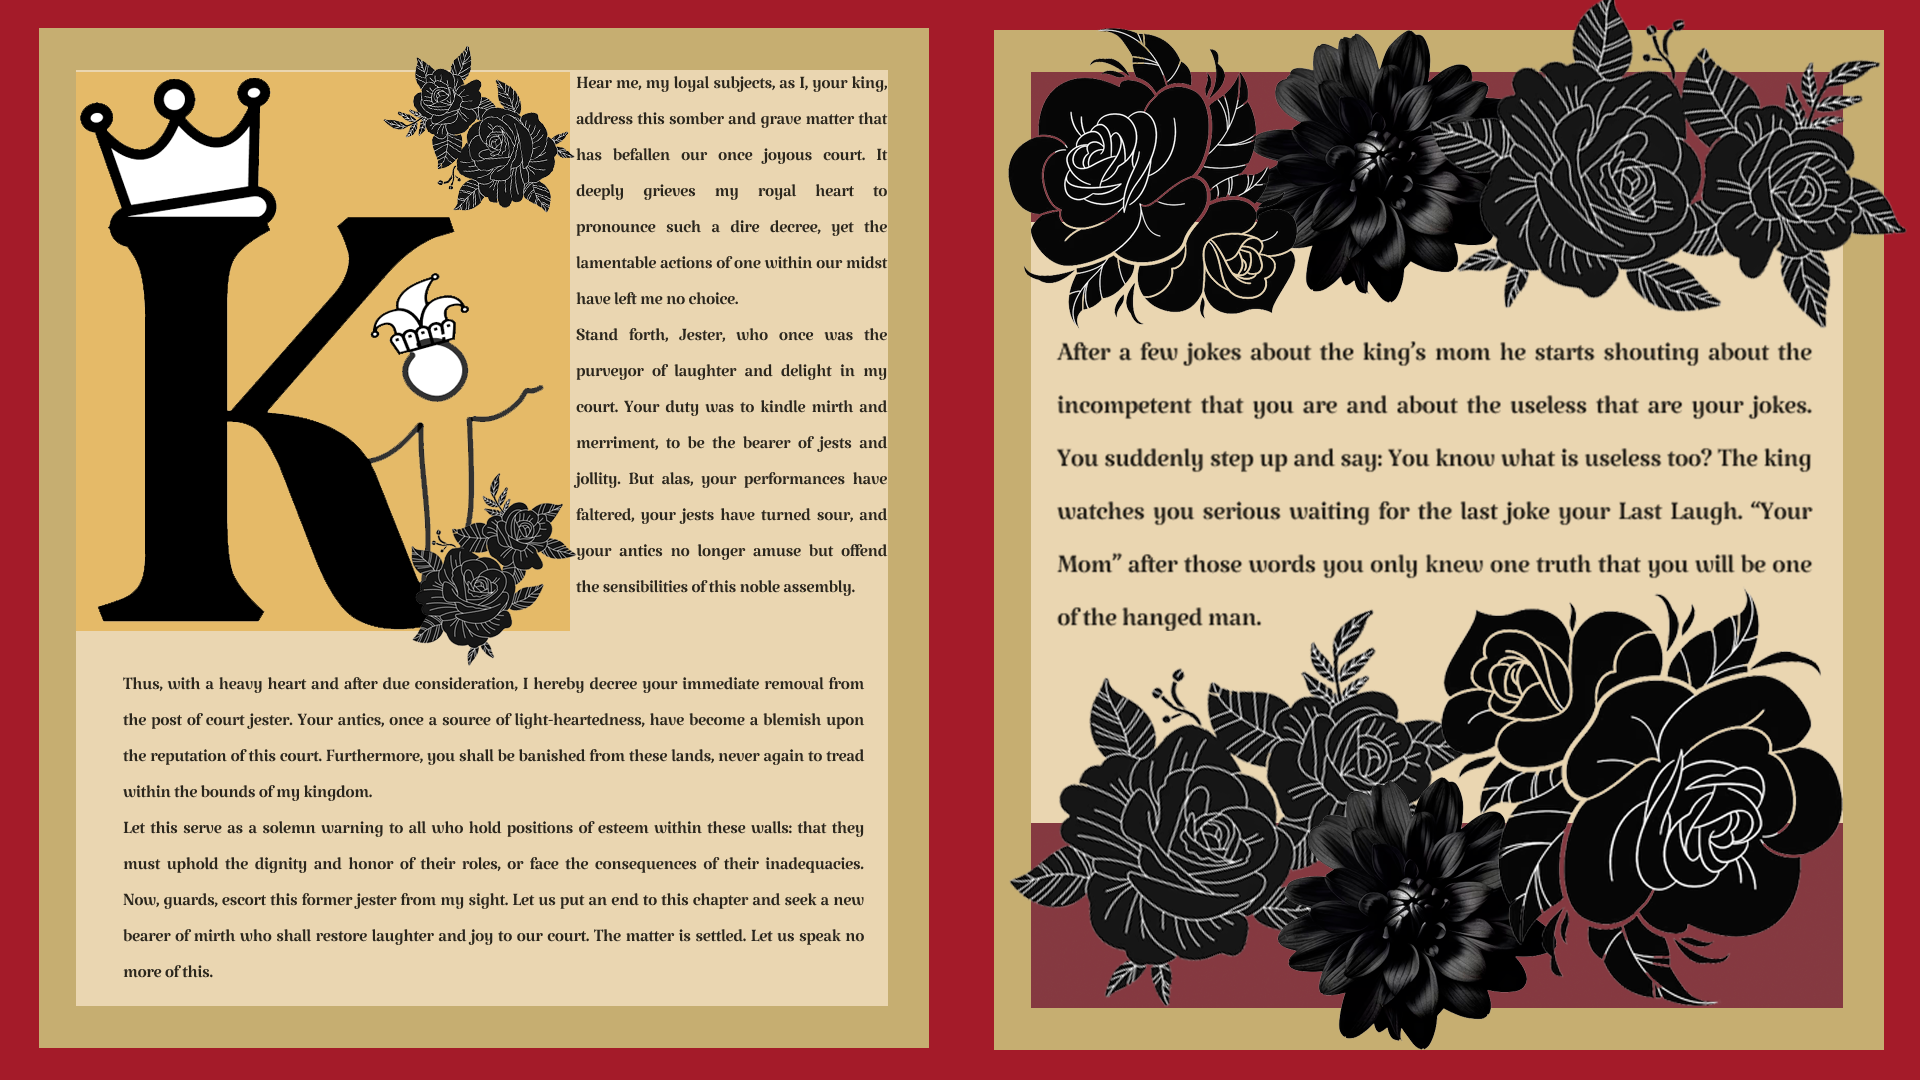 K
Hear me, my loyal subjects, as I, your king,
address this somber and grave matter that
has befallen our once joyous court. It
deeply grieves my royal heart to
pronounce such a dire decree, yet the
lamentable actions of one within our midst
have left me no choice.
Stand forth, Jester, who once was the
purveyor of laughter and delight in my
court. Your duty was to kindle mirth and
merriment, to be the bearer of jests and
jollity. But alas, your performances have
faltered, your jests have turned sour, and
your antics no longer amuse but offend
the sensibilities of this noble assembly.
Thus, with a heavy heart and after due consideration, I hereby decree your immediate removal from
the post of court jester. Your antics, once a source of light-heartedness, have become a blemish upon
the reputation of this court. Furthermore, you shall be banished from these lands, never again to tread
within the bounds of my kingdom.
Let this serve as a solemn warning to all who hold positions of esteem within these walls: that they
must uphold the dignity and honor of their roles, or face the consequences of their inadequacies.
Now, guards, escort this former jester from my sight. Let us put an end to this chapter and seek a new
bearer of mirth who shall restore laughter and joy to our court. The matter is settled. Let us speak no
more of this.
After a few jokes about the king's mom he starts shouting about the
incompetent that you are and about the useless that are your jokes.
You suddenly step up and say: You know what is useless too? The king
watches you serious waiting for the last joke your Last Laugh. “Your
Mom” after those words you only knew one truth that you will be one
of the hanged man.